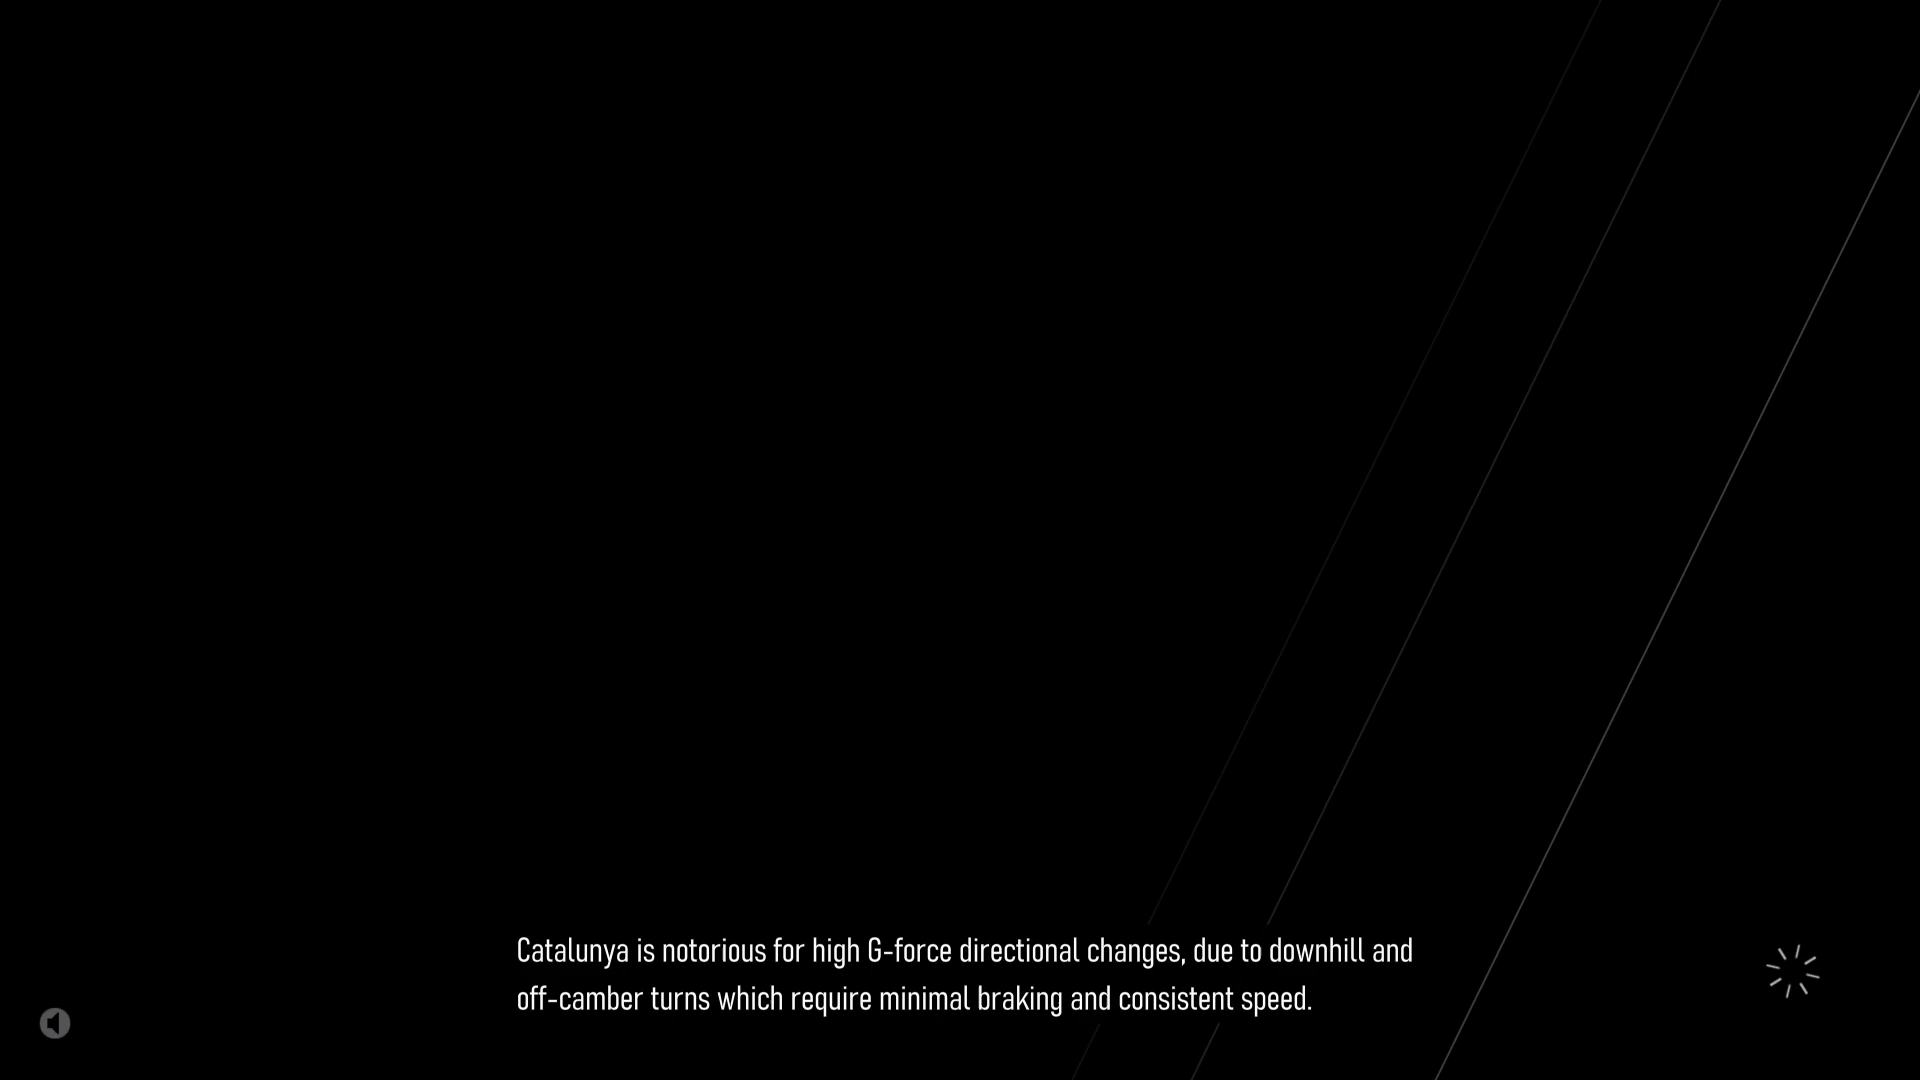 Catalunya is notorious for high G-force directional changes, due to downhill and
off-camber turns which require minimal braking and consistent speed.